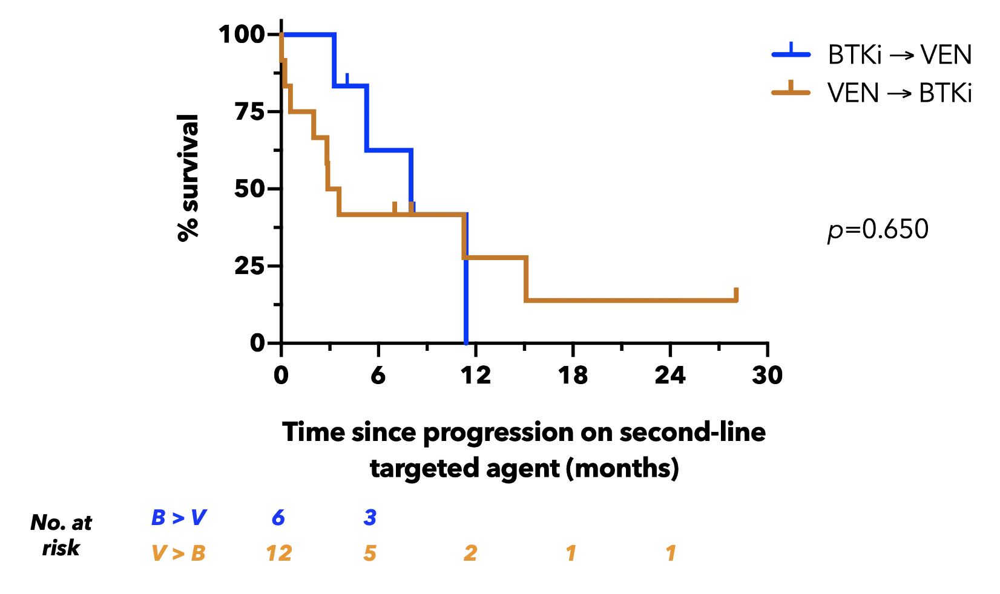 100
75
50
25
0
% survival
0 6 12 18 24 30
Time since progression on second-line
targeted agent (months)
BTKi → VEN
VEN → BTKi
p=0.650
No. at
risk
B > V 6 3
V > B 12 5 2 1 1